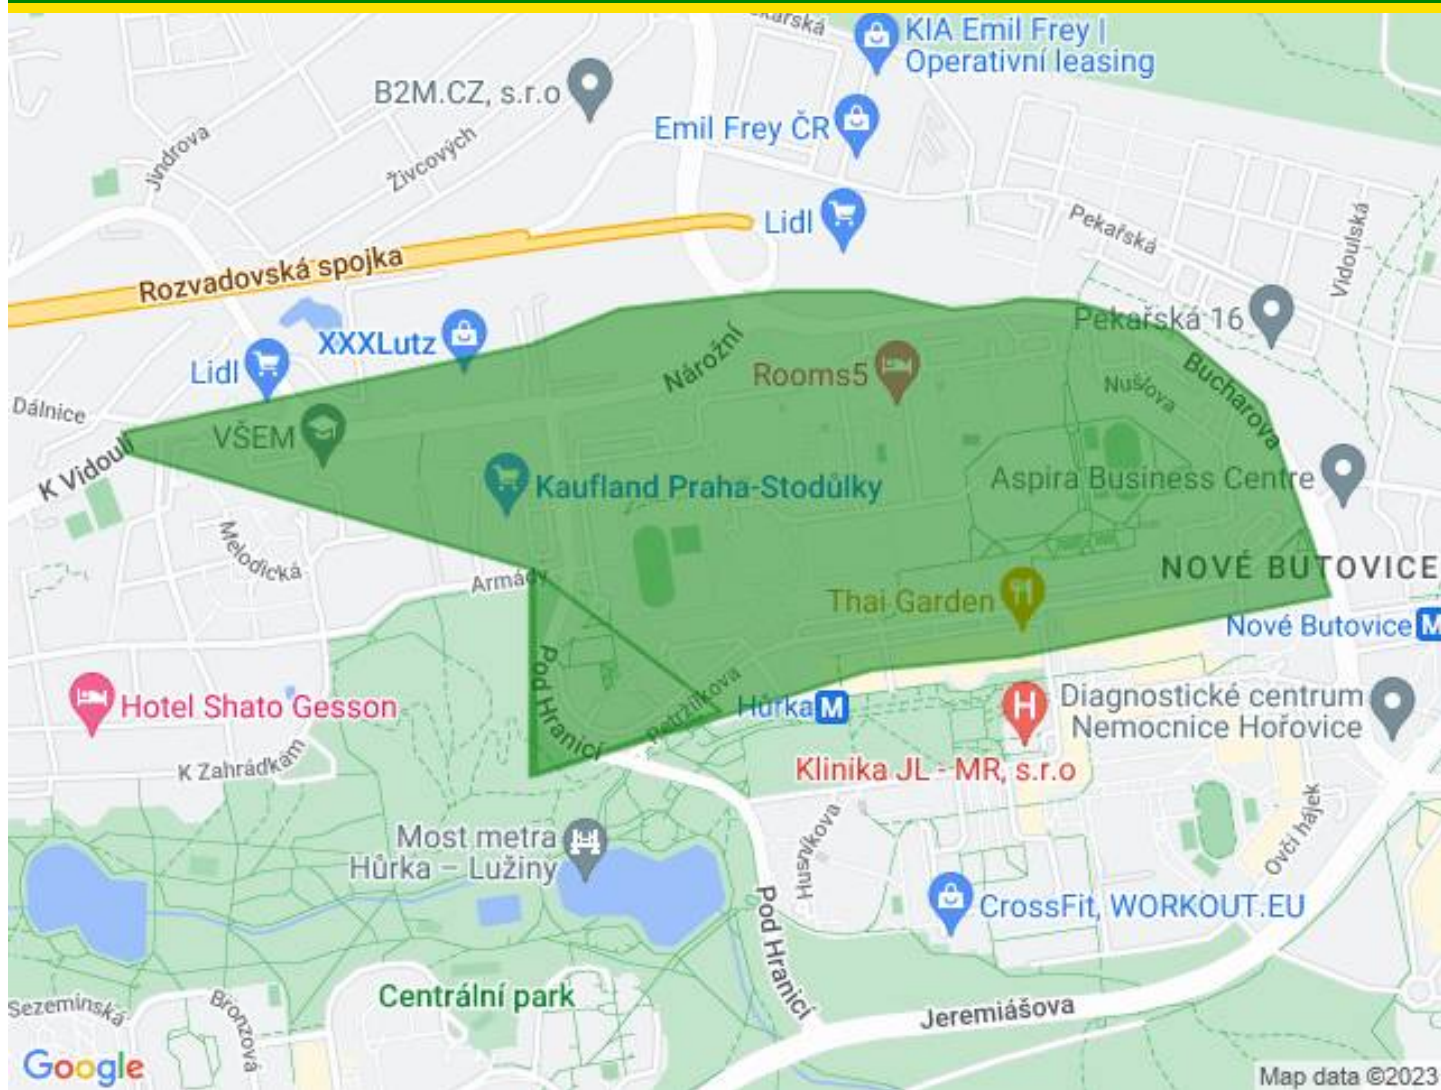 Pekařská
KIA Emil Frey |
Operativní leasing
B2M.CZ, s.r.o
Emil Frey ČR
Jindrova
Živcových
Lidl
Pekařská
Vidoulská
Rozvadovská spojka
Pekařská 16
XXXLutz
Nárožní
Rooms5
Bucharova
Lidl
Nušlova
Dálnice
VŠEM
K Vidouli
Kaufland Praha-Stodůlky
Aspira Business Centre
Melodická
Armády
NOVÉ BUTOVICE
Thai Garden
Nové Butovice M
Pod Hranicí
Petržílkova
Hůrka M
H
Diagnostické centrum
Nemocnice Hořovice
Hotel Shato Gesson
K Zahrádkám
Klinika JL - MR, s.r.o
Most metra
Hůrka – Lužiny
Husníkova
Ovčí hájek
CrossFit, WORKOUT.EU
Pod Hranicí
Centrální park
Sezemínská
Bronzová
Jeremiášova
Google
Map data ©2023